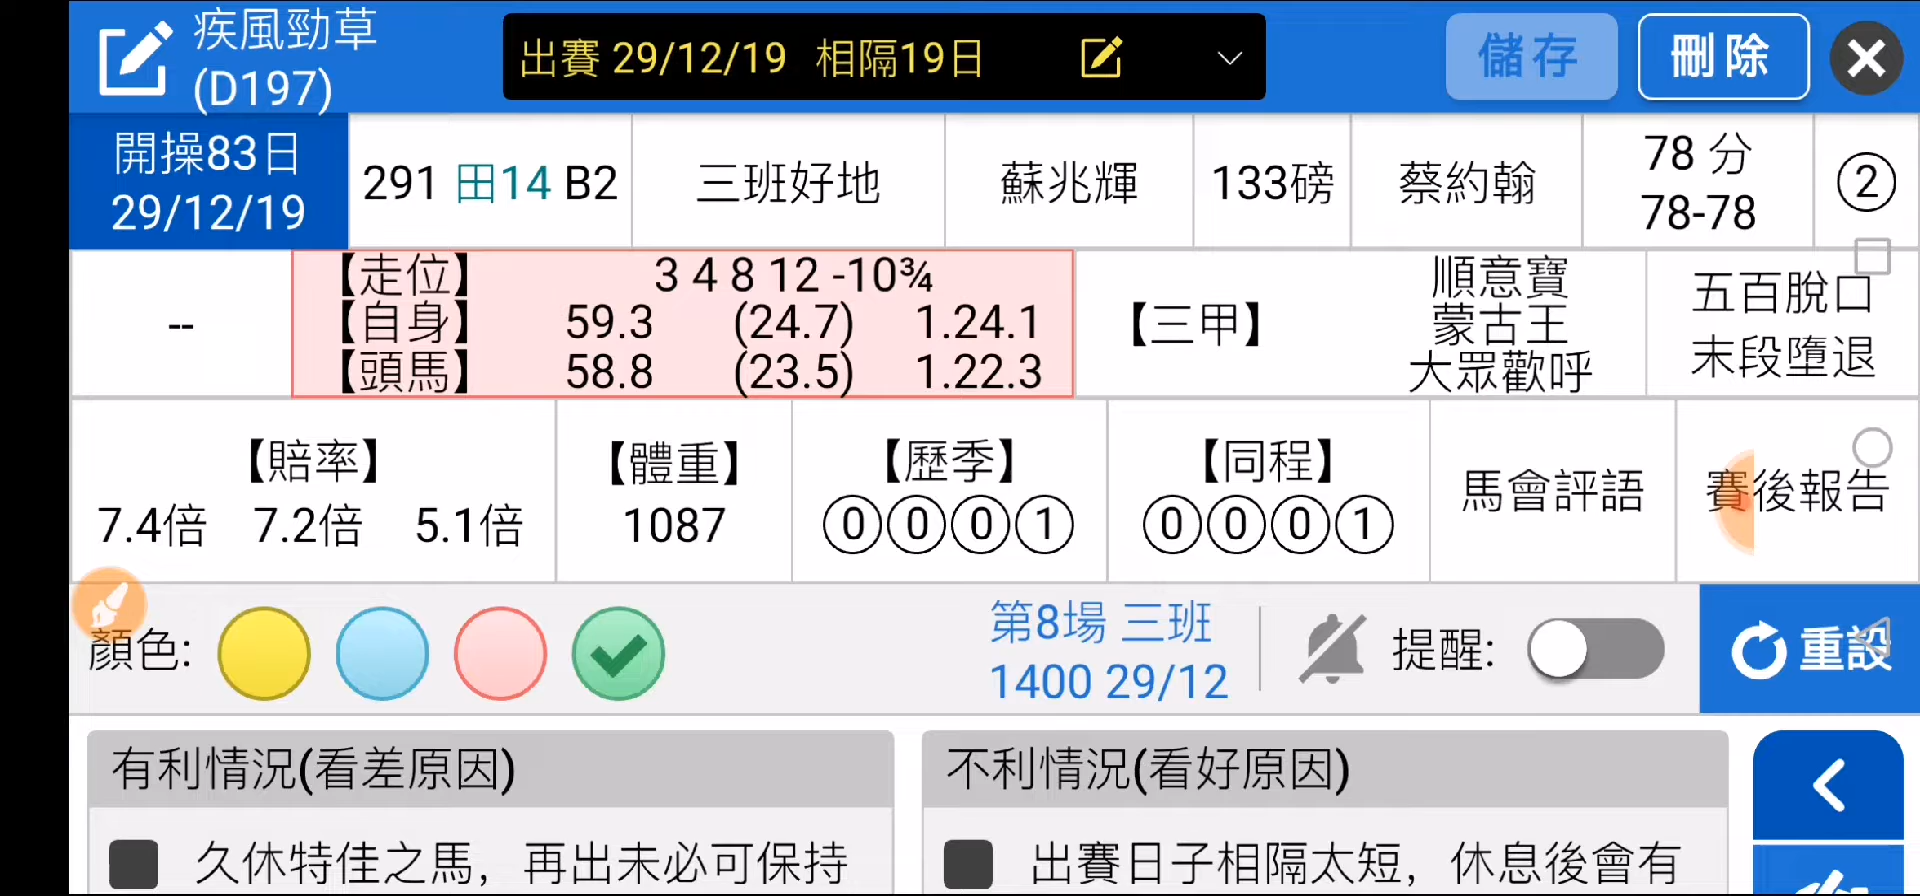 疾風勁草
(D197)
出賽 29/12/19 相隔19日
儲存
刪除
開操83日
29/12/19
291 田14 B2
三班好地
蘇兆輝
133磅
蔡約翰
78 分
78-78
②
--
【走位】 3 4 8 12 -10¾
【自身】 59.3 (24.7) 1.24.1
【頭馬】 58.8 (23.5) 1.22.3
【三甲】
順意寶
蒙古王
大眾歡呼
五百脫口
末段墮退
【賠率】
7.4倍 7.2倍 5.1倍
【體重】
1087
【歷季】
⓪⓪⓪①
【同程】
⓪⓪⓪①
馬會評語
賽後報告
顏色:
第8場 三班
1400 29/12
提醒:
重設
有利情況(看差原因)
不利情況(看好原因)
久休特佳之馬，再出未必可保持
出賽日子相隔太短，休息後會有